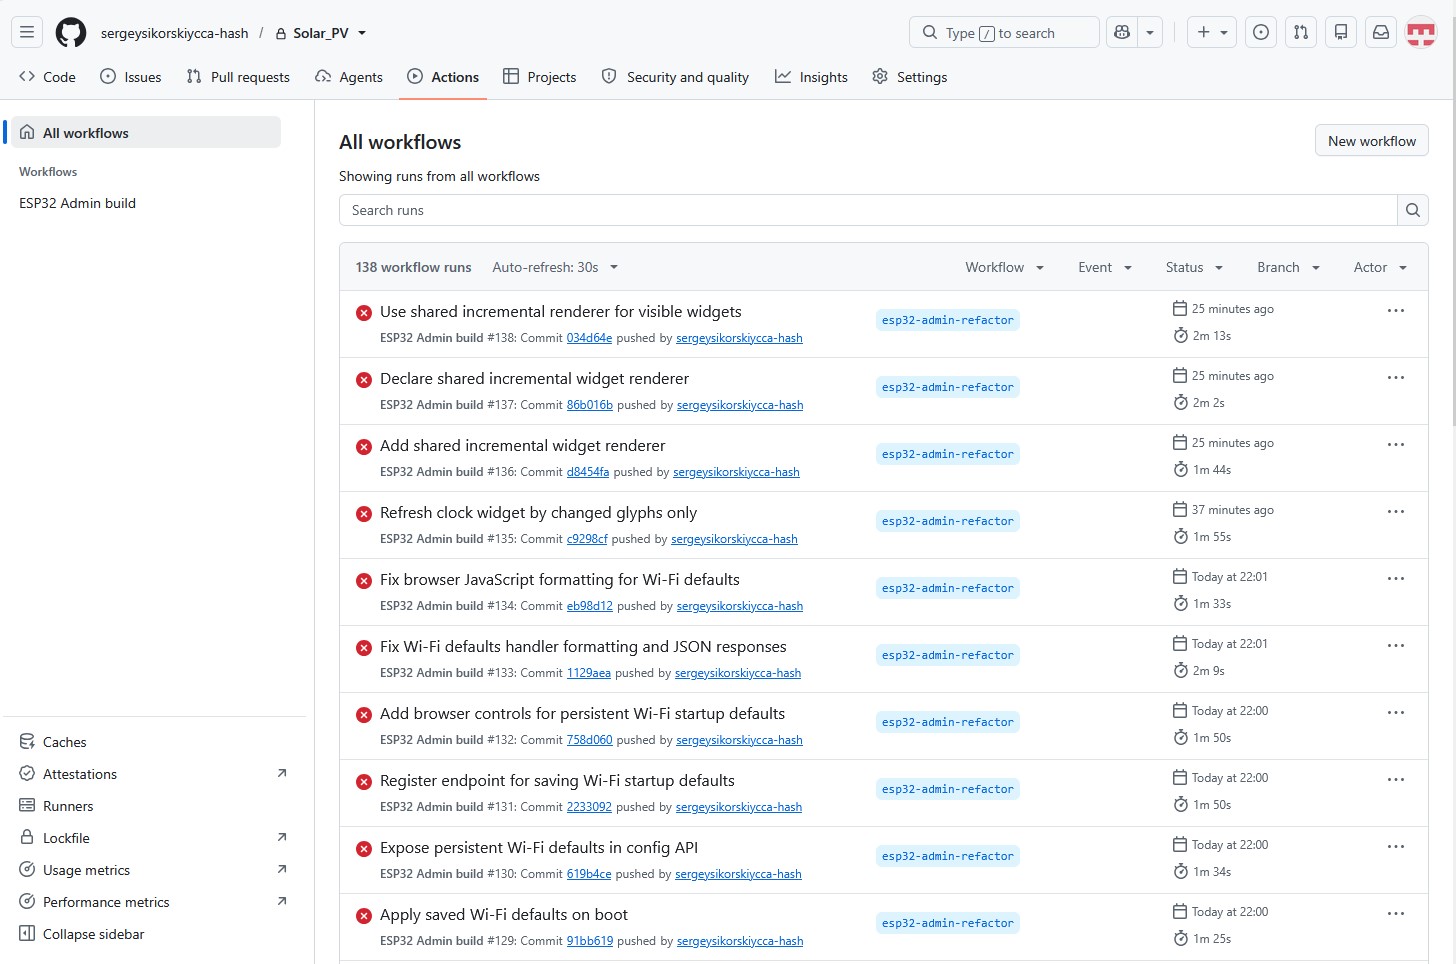 sergeysikorskiycca-hash / Solar_PV
Type / to search
Code Issues Pull requests Agents Actions Projects Security and quality Insights Settings
All workflows
Workflows
ESP32 Admin build
Caches
Attestations
Runners
Lockfile
Usage metrics
Performance metrics
Collapse sidebar
All workflows
New workflow
Showing runs from all workflows
Search runs
138 workflow runs Auto-refresh: 30s Workflow Event Status Branch Actor
Use shared incremental renderer for visible widgets
ESP32 Admin build #138: Commit 034d64e pushed by sergeysikorskiycca-hash
esp32-admin-refactor
25 minutes ago
2m 13s
Declare shared incremental widget renderer
ESP32 Admin build #137: Commit 86b016b pushed by sergeysikorskiycca-hash
esp32-admin-refactor
25 minutes ago
2m 2s
Add shared incremental widget renderer
ESP32 Admin build #136: Commit d8454fa pushed by sergeysikorskiycca-hash
esp32-admin-refactor
25 minutes ago
1m 44s
Refresh clock widget by changed glyphs only
ESP32 Admin build #135: Commit c9298cf pushed by sergeysikorskiycca-hash
esp32-admin-refactor
37 minutes ago
1m 55s
Fix browser JavaScript formatting for Wi-Fi defaults
ESP32 Admin build #134: Commit eb98d12 pushed by sergeysikorskiycca-hash
esp32-admin-refactor
Today at 22:01
1m 33s
Fix Wi-Fi defaults handler formatting and JSON responses
ESP32 Admin build #133: Commit 1129aea pushed by sergeysikorskiycca-hash
esp32-admin-refactor
Today at 22:01
2m 9s
Add browser controls for persistent Wi-Fi startup defaults
ESP32 Admin build #132: Commit 758d060 pushed by sergeysikorskiycca-hash
esp32-admin-refactor
Today at 22:00
1m 50s
Register endpoint for saving Wi-Fi startup defaults
ESP32 Admin build #131: Commit 2233092 pushed by sergeysikorskiycca-hash
esp32-admin-refactor
Today at 22:00
1m 50s
Expose persistent Wi-Fi defaults in config API
ESP32 Admin build #130: Commit 619b4ce pushed by sergeysikorskiycca-hash
esp32-admin-refactor
Today at 22:00
1m 34s
Apply saved Wi-Fi defaults on boot
ESP32 Admin build #129: Commit 91bb619 pushed by sergeysikorskiycca-hash
esp32-admin-refactor
Today at 22:00
1m 25s